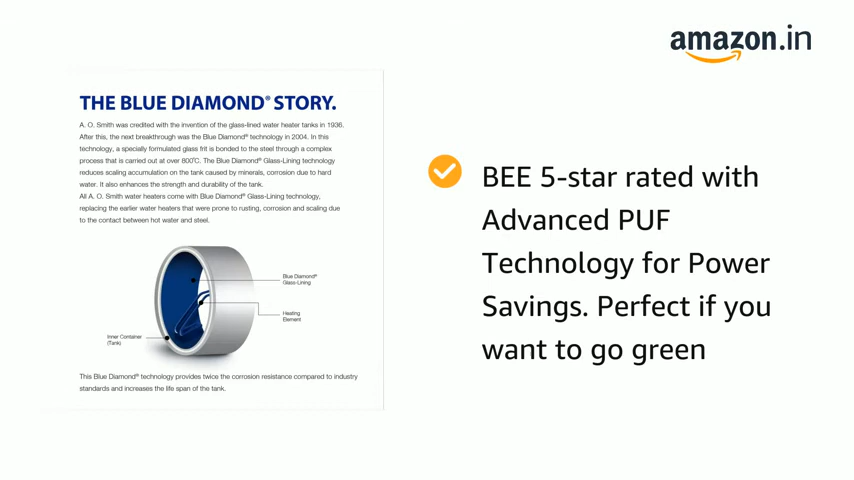 amazon.in
THE BLUE DIAMOND® STORY.
A. O. Smith was credited with the invention of the glass-lined water heater tanks in 1936.
After this, the next breakthrough was the Blue Diamond® technology in 2004. In this
technology, a specially formulated glass frit is bonded to the steel through a complex
process that is carried out at over 800°C. The Blue Diamond® Glass-Lining technology
reduces scaling accumulation on the tank caused by minerals, corrosion due to hard
water. It also enhances the strength and durability of the tank.
All A. O. Smith water heaters come with Blue Diamond® Glass-Lining technology,
replacing the earlier water heaters that were prone to rusting, corrosion and scaling due
to the contact between hot water and steel.
Blue Diamond®
Glass-Lining
Heating
Element
Inner Container
(Tank)
This Blue Diamond® technology provides twice the corrosion resistance compared to industry
standards and increases the life span of the tank.
BEE 5-star rated with
Advanced PUF
Technology for Power
Savings. Perfect if you
want to go green